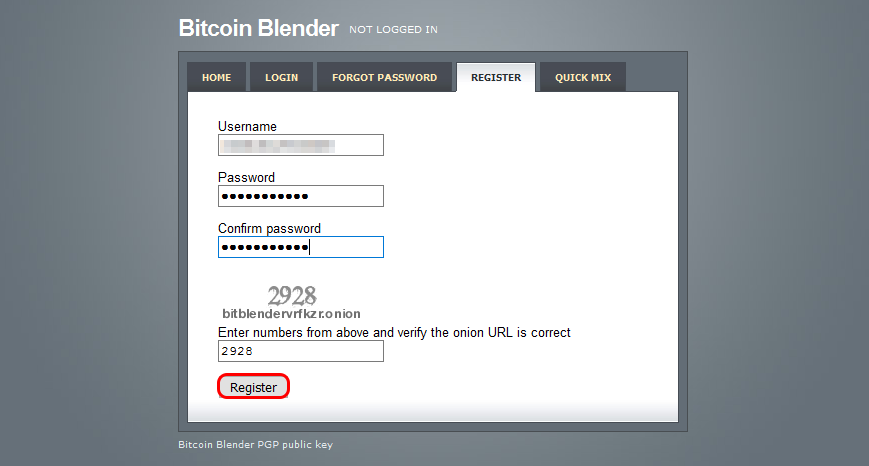 Bitcoin Blender NOT LOGGED IN
HOME LOGIN FORGOT PASSWORD REGISTER QUICK MIX
Username
Password
●●●●●●●●●●●
Confirm password
●●●●●●●●●●●
2928
bitblendervrfkzr.onion
Enter numbers from above and verify the onion URL is correct
2928
Register
Bitcoin Blender PGP public key